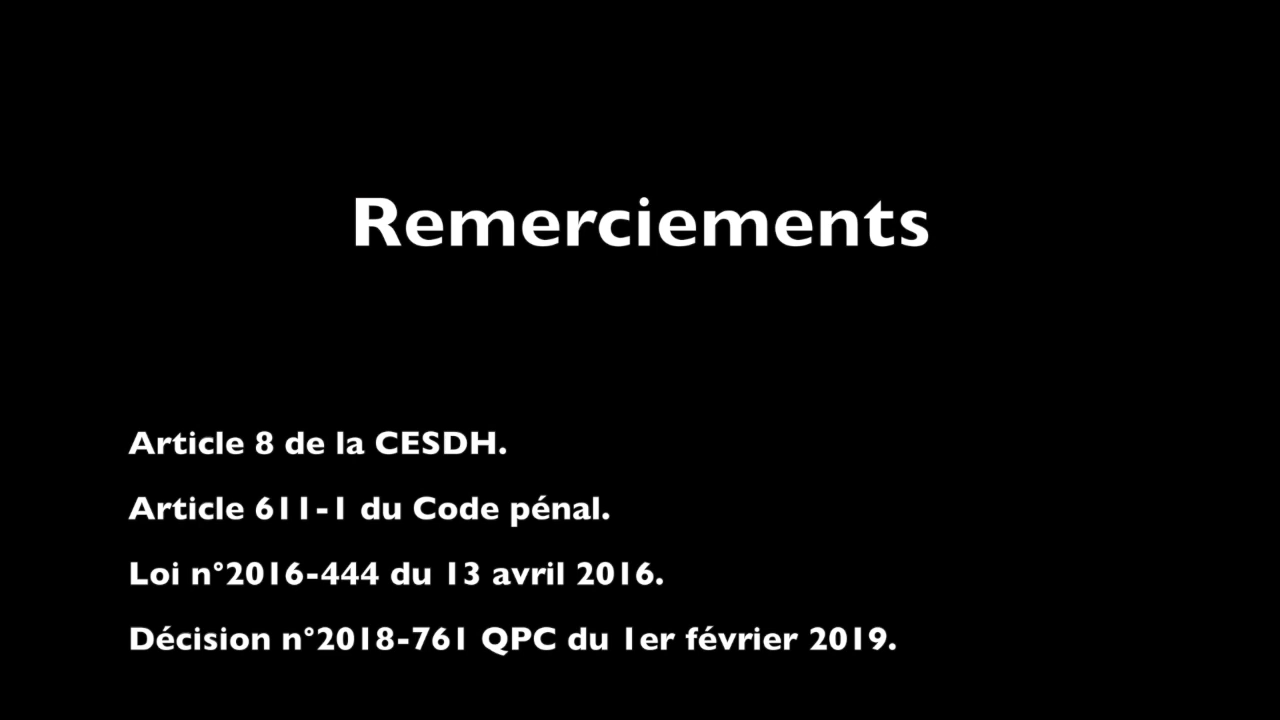 Remerciements
Article 8 de la CESDH.
Article 611-1 du Code pénal.
Loi n°2016-444 du 13 avril 2016.
Décision n°2018-761 QPC du 1er février 2019.